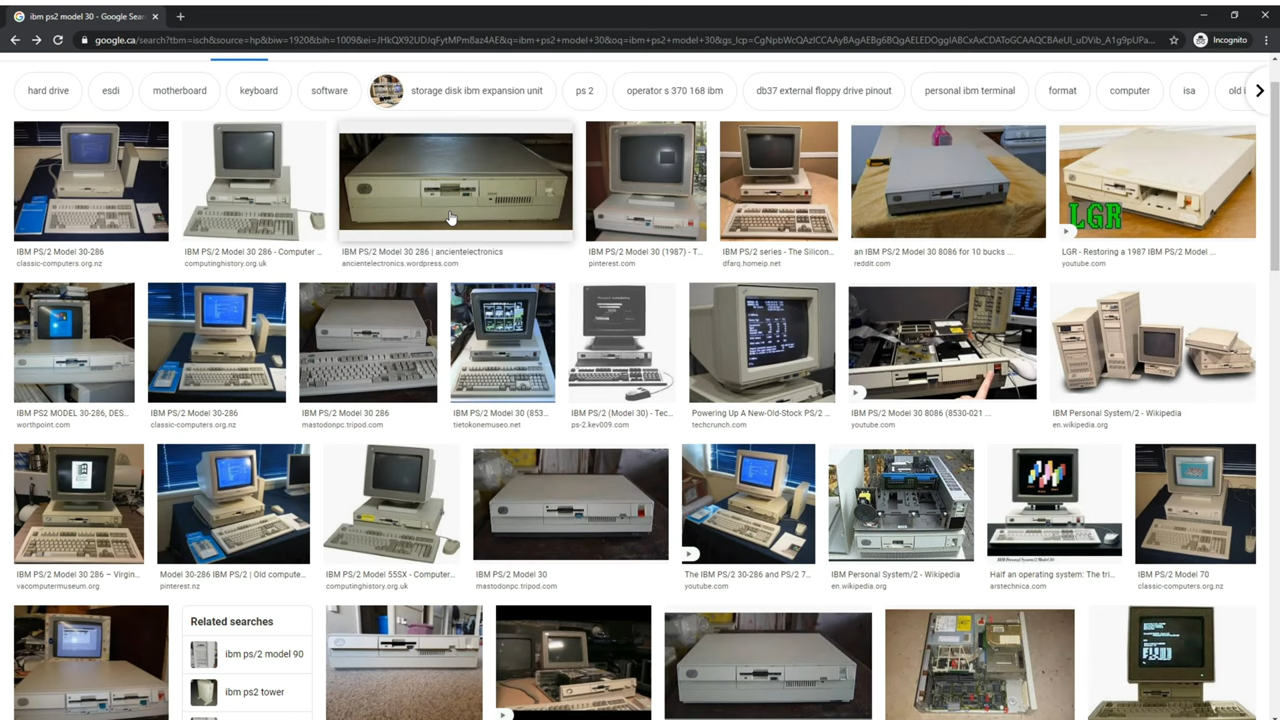 ibm ps2 model 30 - Google Sear
Incognito
google.ca/search?tbm=isch&source=hp&biw=1920&bih=1009&ei=JHkQX92UDJqFytMPm8az4AE&q=ibm+ps2+model+30&oq=ibm+ps2+model+30&gs_lcp=CgNpbWcQAzICCAAyBAgAEBg6BQgAELEDOggIABCxAxCDAToGCAAQCBAeUI_uDVib_A1g9pUPa...
hard drive
esdi
motherboard
keyboard
software
storage disk ibm expansion unit
ps 2
operator s 370 168 ibm
db37 external floppy drive pinout
personal ibm terminal
format
computer
isa
old i
LGR
IBM PS/2 Model 30-286
classic-computers.org.nz
IBM PS/2 Model 30 286 - Computer ...
computinghistory.org.uk
IBM PS/2 Model 30 286 | ancientelectronics
ancientelectronics.wordpress.com
IBM PS/2 Model 30 (1987) - T...
pinterest.com
IBM PS/2 series - The Silicon...
dfarq.homeip.net
an IBM PS/2 Model 30 8086 for 10 bucks ...
reddit.com
LGR - Restoring a 1987 IBM PS/2 Model ...
youtube.com
IBM PS2 MODEL 30-286, DES...
worthpoint.com
IBM PS/2 Model 30-286
classic-computers.org.nz
IBM PS/2 Model 30 286
mastodonpc.tripod.com
IBM PS/2 Model 30 (853...
tietokonemuseo.net
IBM PS/2 (Model 30) - Tec...
ps-2.kev009.com
Powering Up A New-Old-Stock PS/2 ...
techcrunch.com
IBM PS/2 Model 30 8086 (8530-021 ...
youtube.com
IBM Personal System/2 - Wikipedia
en.wikipedia.org
IBM PS/2 Model 30 286 – Virgin...
vacomputermuseum.org
Model 30-286 IBM PS/2 | Old compute...
pinterest.nz
IBM PS/2 Model 55SX - Computer...
computinghistory.org.uk
IBM PS/2 Model 30
mastodonpc.tripod.com
The IBM PS/2 30-286 and PS/2 7...
youtube.com
IBM Personal System/2 - Wikipedia
en.wikipedia.org
IBM Personal System/2 Model 30
Half an operating system: The tri...
arstechnica.com
IBM PS/2 Model 70
classic-computers.org.nz
Related searches
ibm ps/2 model 90
ibm ps2 tower